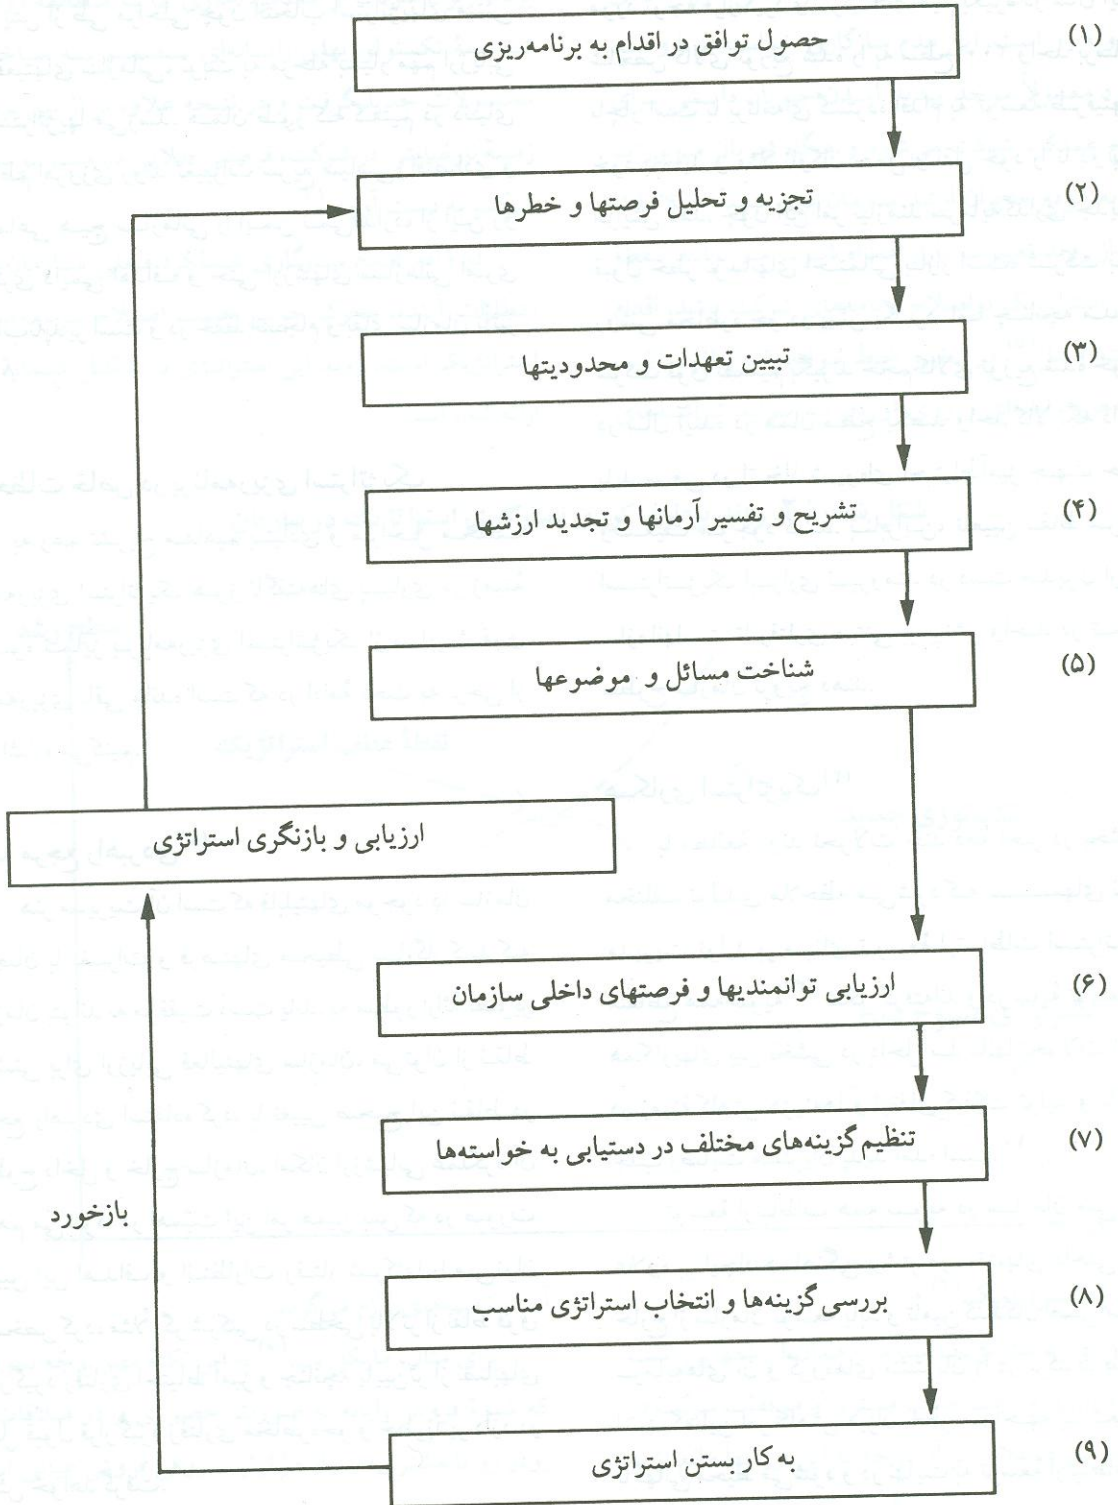 (۱) حصول توافق در اقدام به برنامه‌ریزی
(۲) تجزیه و تحلیل فرصتها و خطرها
(۳) تبیین تعهدات و محدودیتها
(۴) تشریح و تفسیر آرمانها و تجدید ارزشها
(۵) شناخت مسائل و موضوعها
ارزیابی و بازنگری استراتژی
(۶) ارزیابی توانمندیها و فرصتهای داخلی سازمان
(۷) تنظیم گزینه‌های مختلف در دستیابی به خواسته‌ها
بازخورد
(۸) بررسی گزینه‌ها و انتخاب استراتژی مناسب
(۹) به کار بستن استراتژی